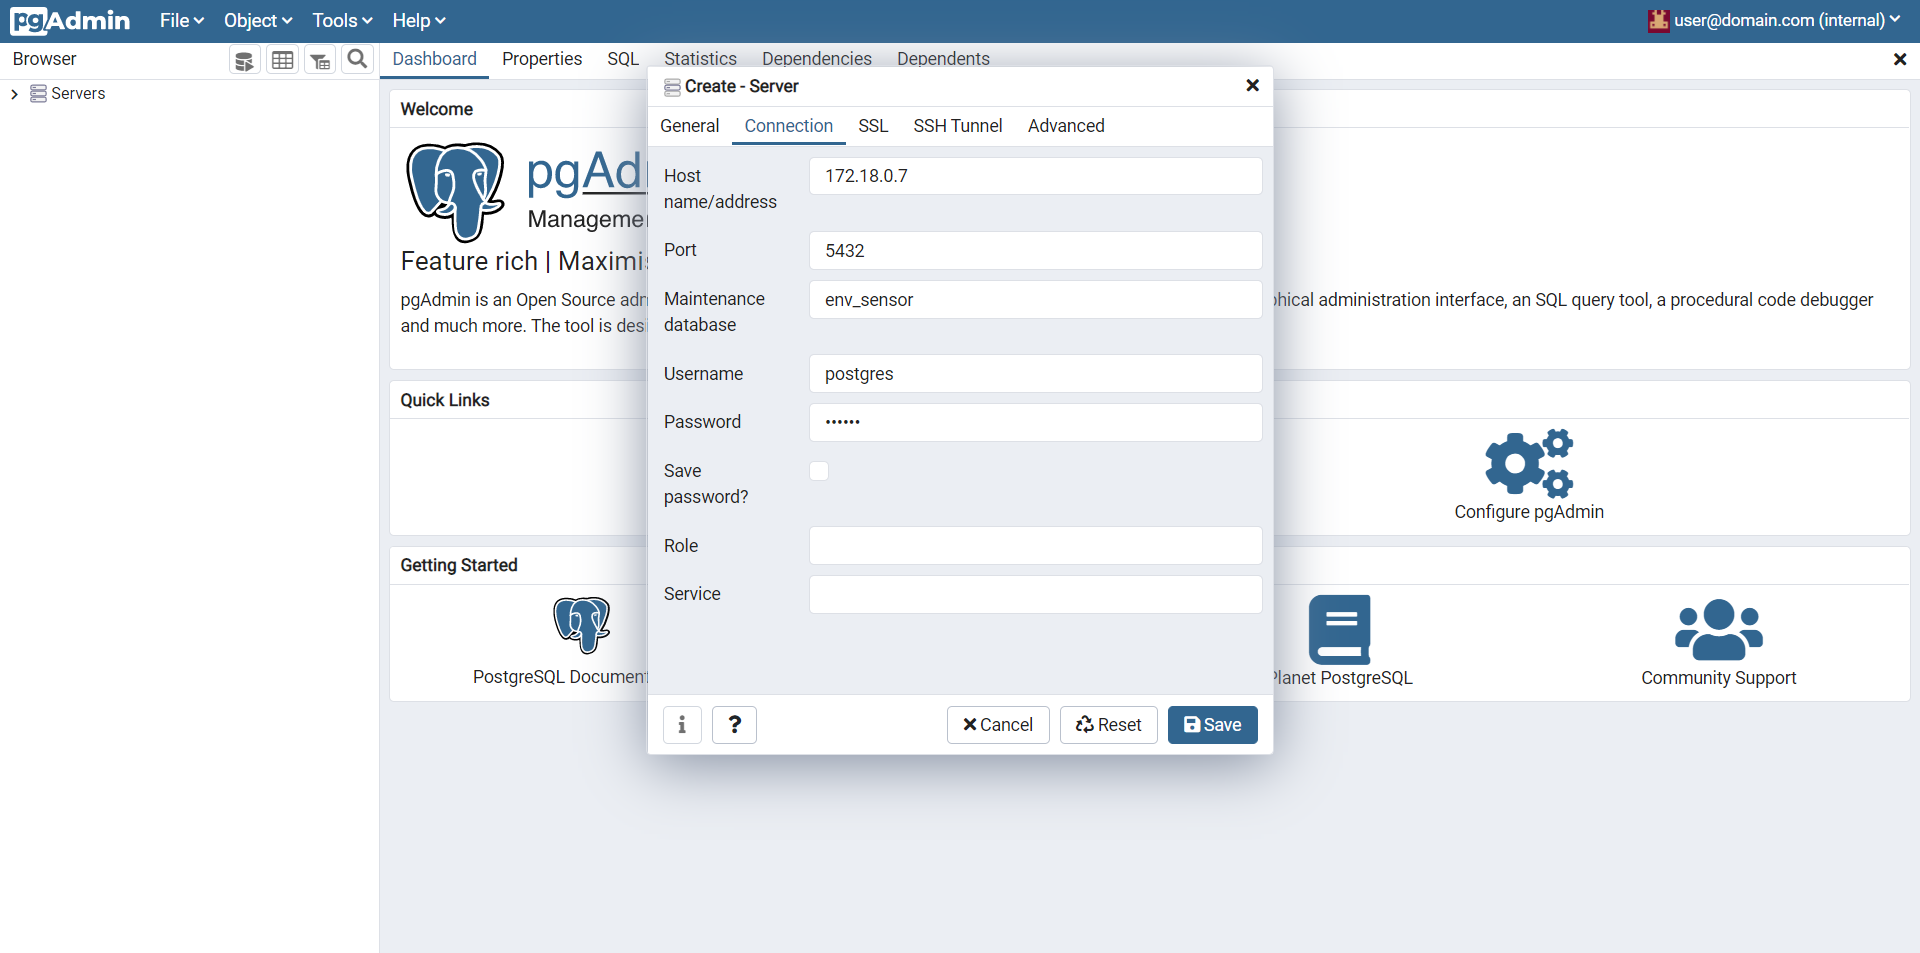 pgAdmin File Object Tools Help user@domain.com (internal)
Browser Dashboard Properties SQL Statistics Dependencies Dependents
Servers
Welcome
pgAd
Manageme
Feature rich | Maximis
pgAdmin is an Open Source adm
and much more. The tool is desi
hical administration interface, an SQL query tool, a procedural code debugger
Quick Links
Configure pgAdmin
Getting Started
PostgreSQL Document
Planet PostgreSQL
Community Support
Create - Server
General Connection SSL SSH Tunnel Advanced
Host
name/address
172.18.0.7
Port
5432
Maintenance
database
env_sensor
Username
postgres
Password
••••••
Save
password?
Role
Service
i ? Cancel Reset Save